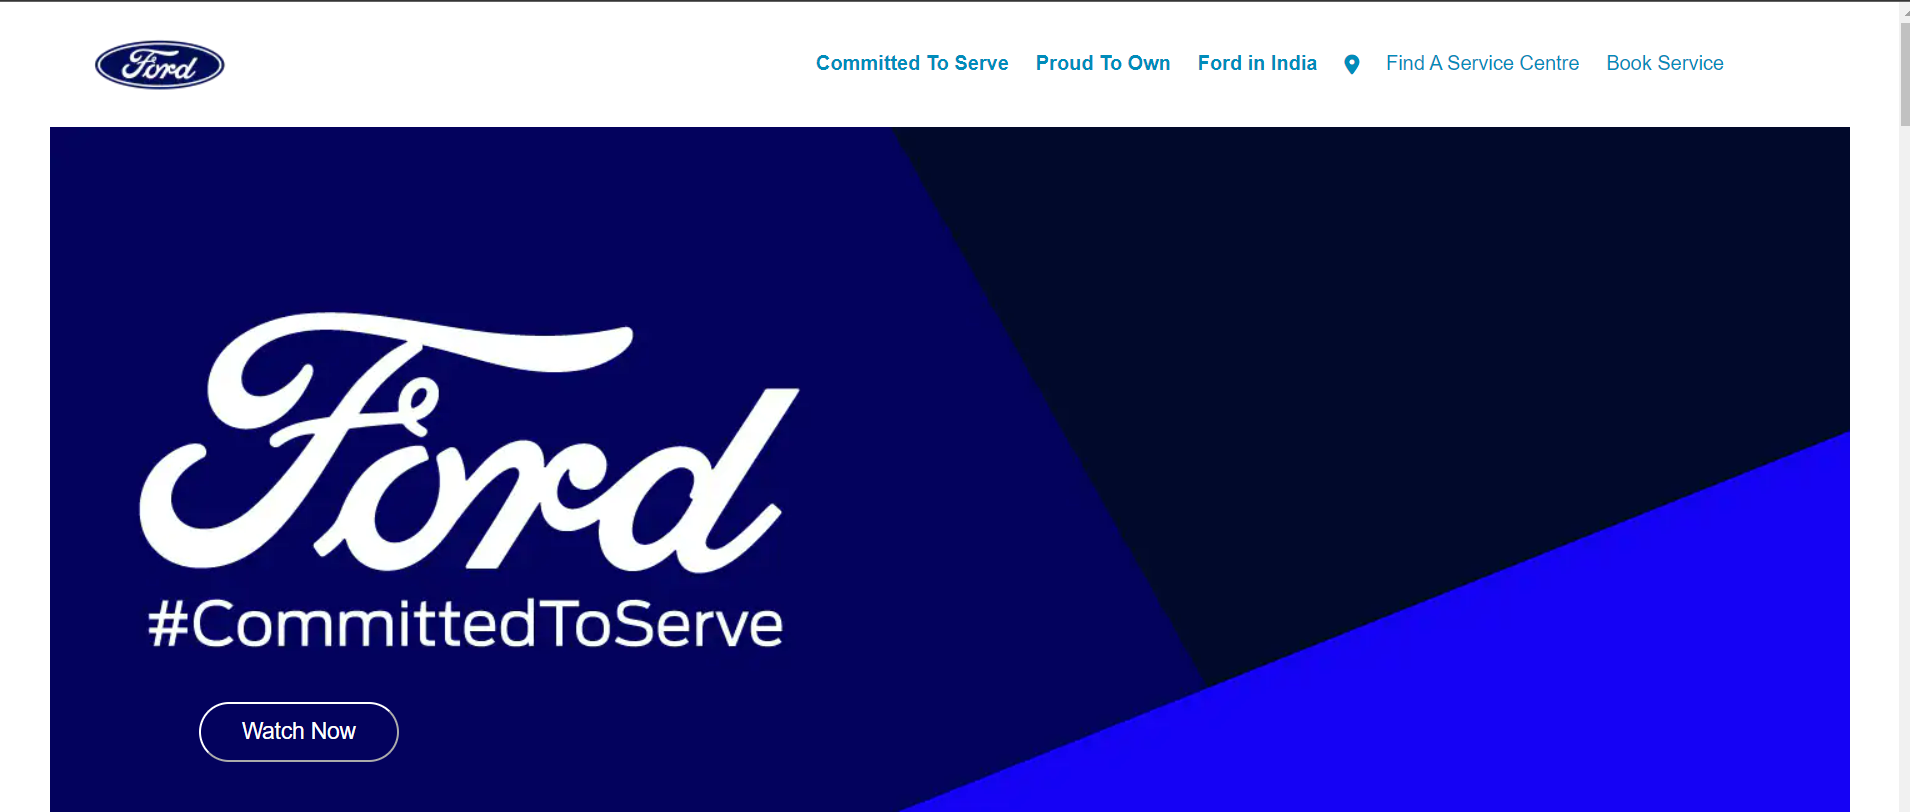 Ford
Committed To Serve Proud To Own Ford in India Find A Service Centre Book Service
Ford
#CommittedToServe
Watch Now